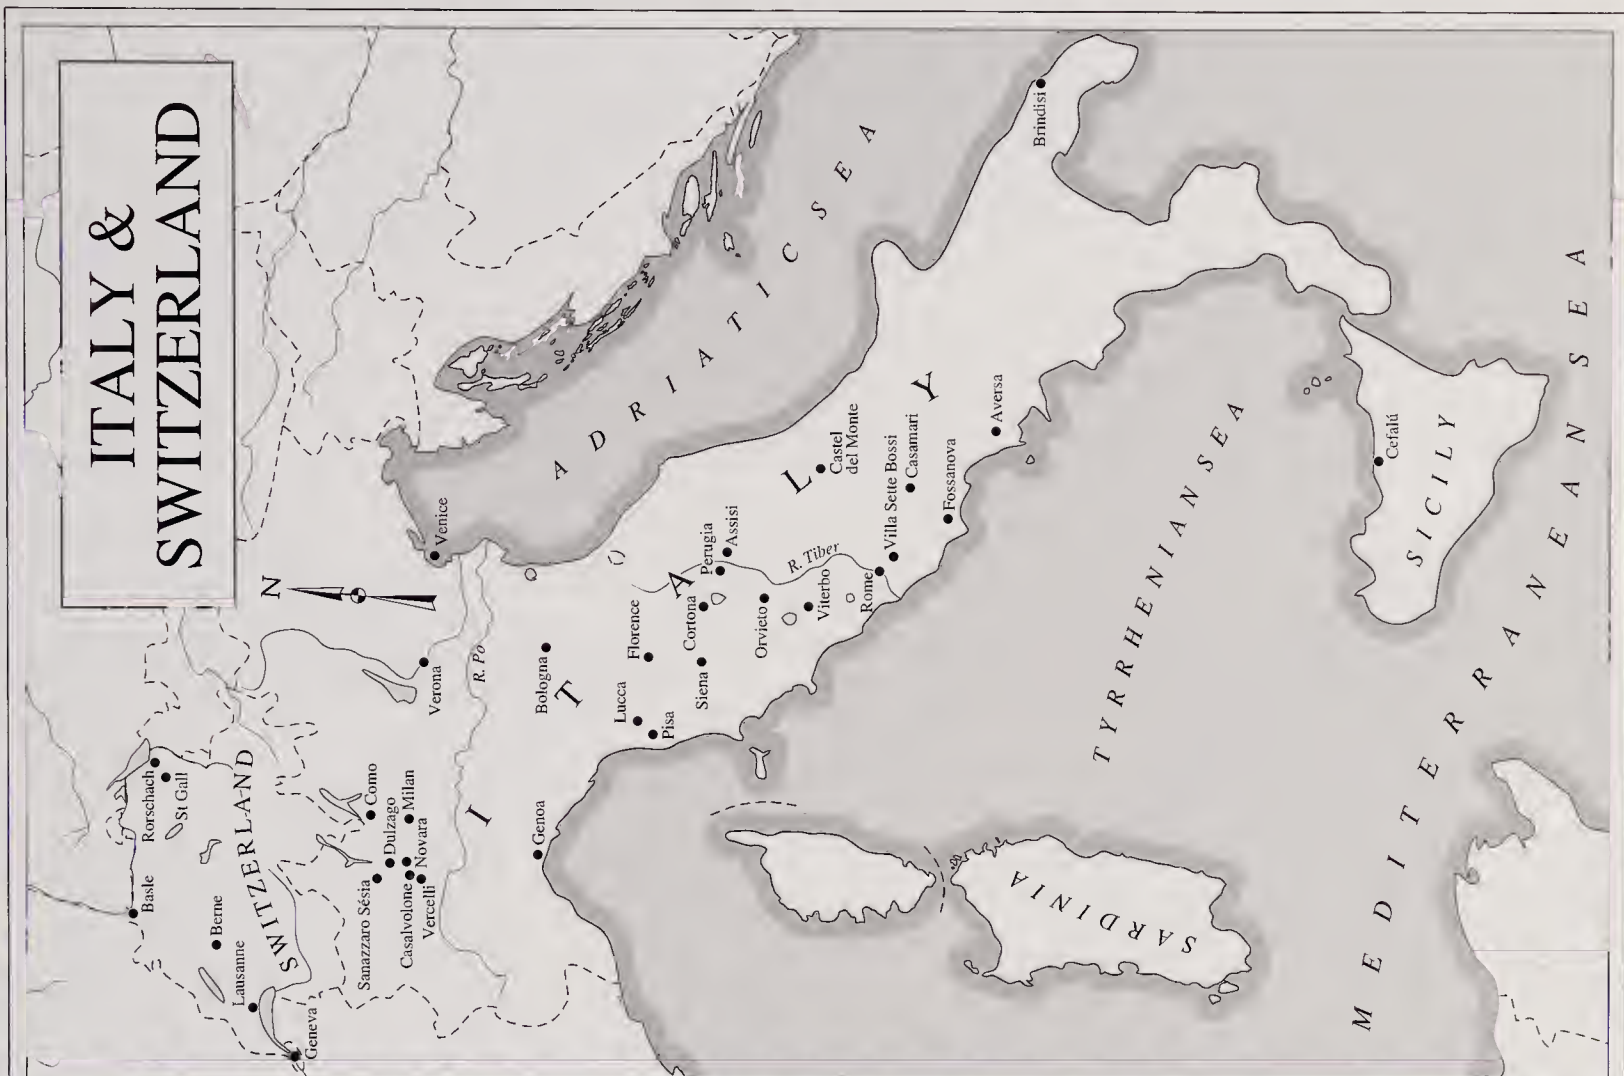 ITALY &
SWITZERLAND
N
Rorschach
St Gall
Basle
Berne
Lausanne
Geneva
SWITZERLAND
Como
Dulzago
Milan
Sanazzaro Sésia
Novara
Casalvolone
Vercelli
Verona
Venice
R. Po
Genoa
Bologna
Florence
Lucca
Pisa
Siena
Cortona
Perugia
Assisi
R. Tiber
Orvieto
Viterbo
Rome
Villa Sette Bossi
Castel
del Monte
Casamari
Fossanova
Aversa
Brindisi
Cefalú
ITALY
SICILY
SARDINIA
ADRIATIC SEA
TYRRHENIAN SEA
MEDITERRANEAN SEA